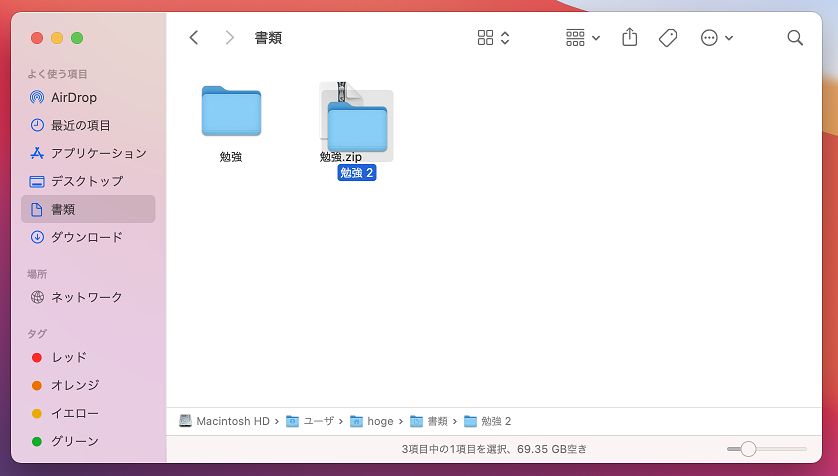 書類
よく使う項目
AirDrop
最近の項目
アプリケーション
デスクトップ
書類
ダウンロード
場所
ネットワーク
タグ
レッド
オレンジ
イエロー
グリーン
勉強
勉強.zip
勉強 2
Macintosh HD › ユーザ › hoge › 書類 › 勉強 2
3項目中の1項目を選択、69.35 GB空き